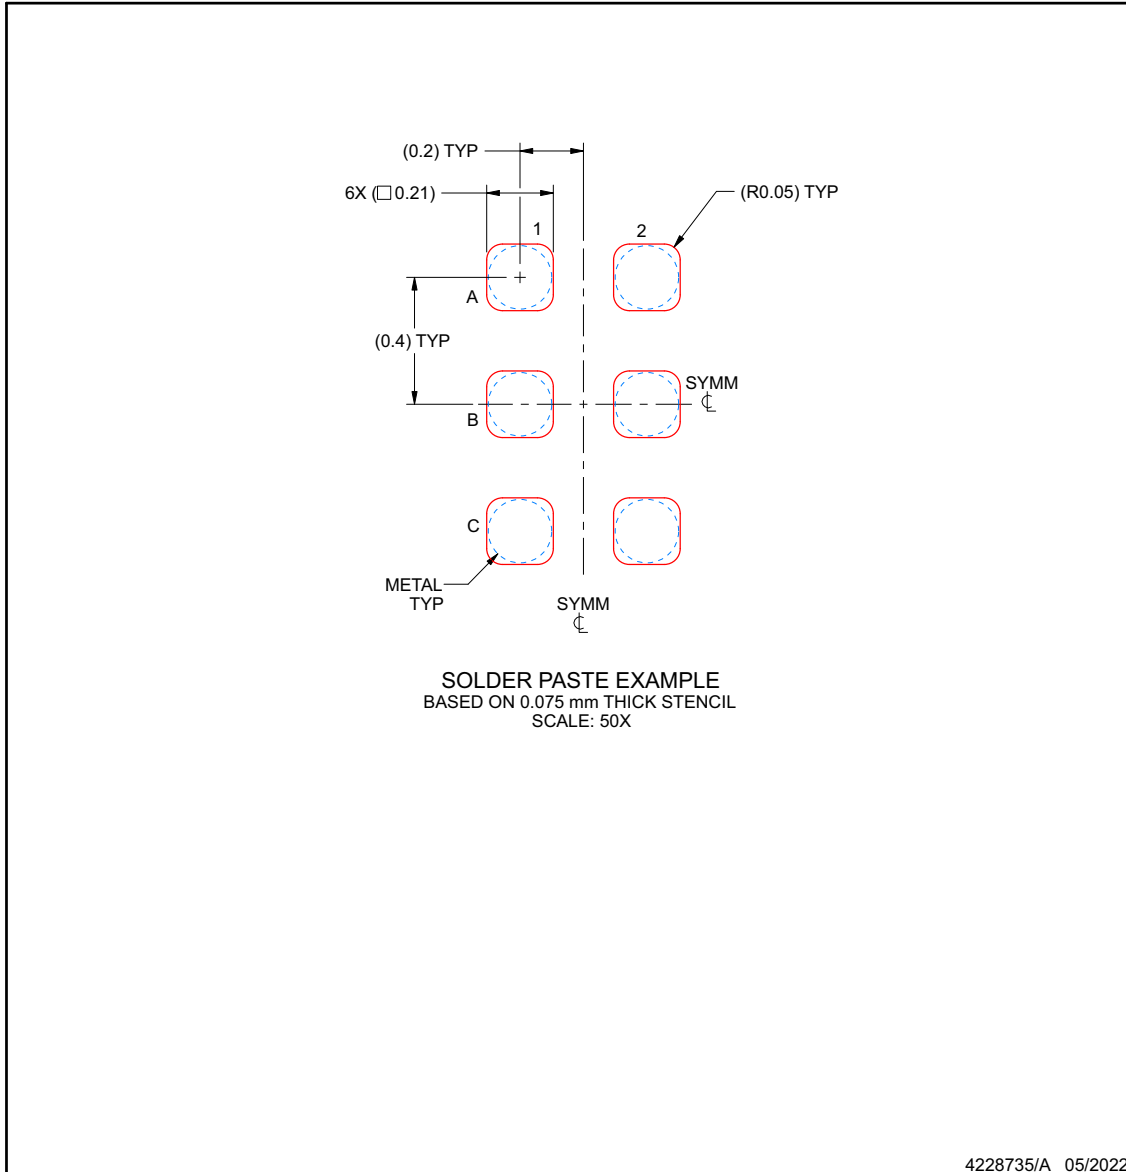 (0.2) TYP
6X (□ 0.21)
(R0.05) TYP
1
2
A
(0.4) TYP
SYMM
℄
B
C
METAL
TYP
SYMM
℄
SOLDER PASTE EXAMPLE
BASED ON 0.075 mm THICK STENCIL
SCALE: 50X
4228735/A 05/2022